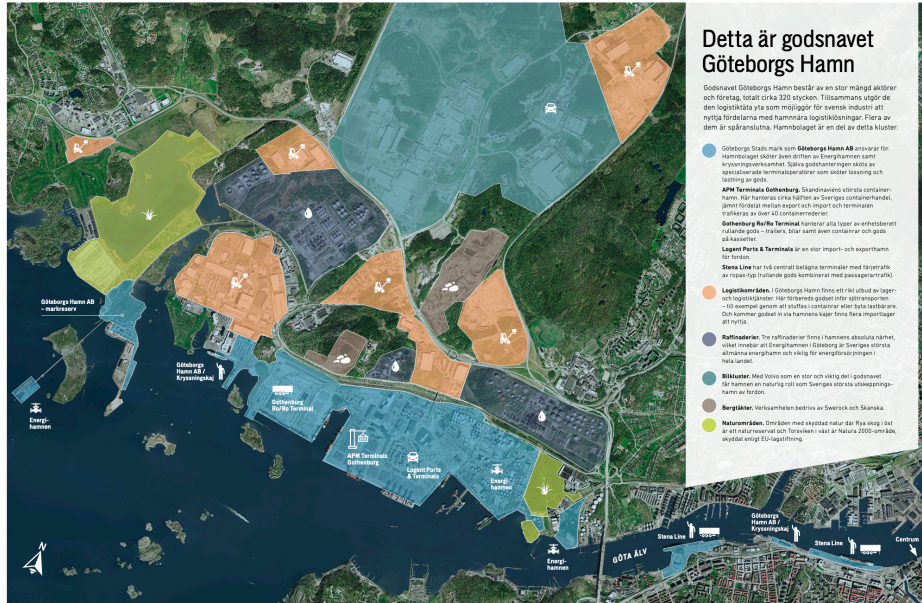 Detta är godsnavet
Göteborgs Hamn
Godsnavet Göteborgs Hamn består av en stor mängd aktörer
och företag, totalt cirka 320 stycken. Tillsammans utgör de
den logistiktäta yta som möjliggör för svensk industri att
nyttja fördelarna med hamnnära logistiklösningar. Flera av
dem är spåranslutna. Hamnbolaget är en del av detta kluster.
Göteborgs Stads mark som Göteborgs Hamn AB ansvarar för.
Hamnbolaget sköter även driften av Energihamnen samt
kryssningsverksamhet. Själva godshanteringen sköts av
specialiserade terminaloperatörer som sköter lossning och
lastning av gods.
APM Terminals Gothenburg. Skandinaviens största container-
hamn. Här hanteras cirka hälften av Sveriges containerhandel,
jämnt fördelat mellan export och import och terminalen
trafikeras av över 40 containerrederier.
Gothenburg Ro/Ro Terminal hanterar alla typer av enhetsberett
rullande gods – trailers, bilar samt även containrar och gods
på kassetter.
Logent Ports & Terminals är en stor import- och exporthamn
för fordon.
Stena Line har två centralt belägna terminaler med färjetrafik
av ropax-typ (rullande gods kombinerat med passagerartrafik).
Logistikområden. I Göteborgs Hamn finns ett rikt utbud av lager-
och logistiktjänster. Här förbereds godset inför sjötransporten
– till exempel genom att stuffas i containrar eller byta lastbärare.
Och kommer godset in via hamnens kajer finns flera importlager
att nyttja.
Raffinaderier. Tre raffinaderier finns i hamnens absoluta närhet,
vilket innebär att Energihamnen i Göteborg är Sveriges största
allmänna energihamn och viktig för energiförsörjningen i
hela landet.
Bilkluster. Med Volvo som en stor och viktig del i godsnavet
får hamnen en naturlig roll som Sveriges största utskeppnings-
hamn av fordon.
Bergtäkter. Verksamheten bedrivs av Swerock och Skanska.
Naturområden. Områden med skyddad natur där Rya skog i öst
är ett naturreservat och Torsviken i väst är Natura 2000-område,
skyddat enligt EU-lagstiftning.
Göteborgs Hamn AB
– markreserv
Energi-
hamnen
Göteborgs
Hamn AB /
Kryssningskaj
Gothenburg
Ro/Ro Terminal
APM Terminals
Gothenburg
Logent Ports
& Terminals
Energi-
hamnen
Energi-
hamnen
GÖTA ÄLV
Stena Line
Göteborgs
Hamn AB /
Kryssningskaj
Stena Line
Centrum
N